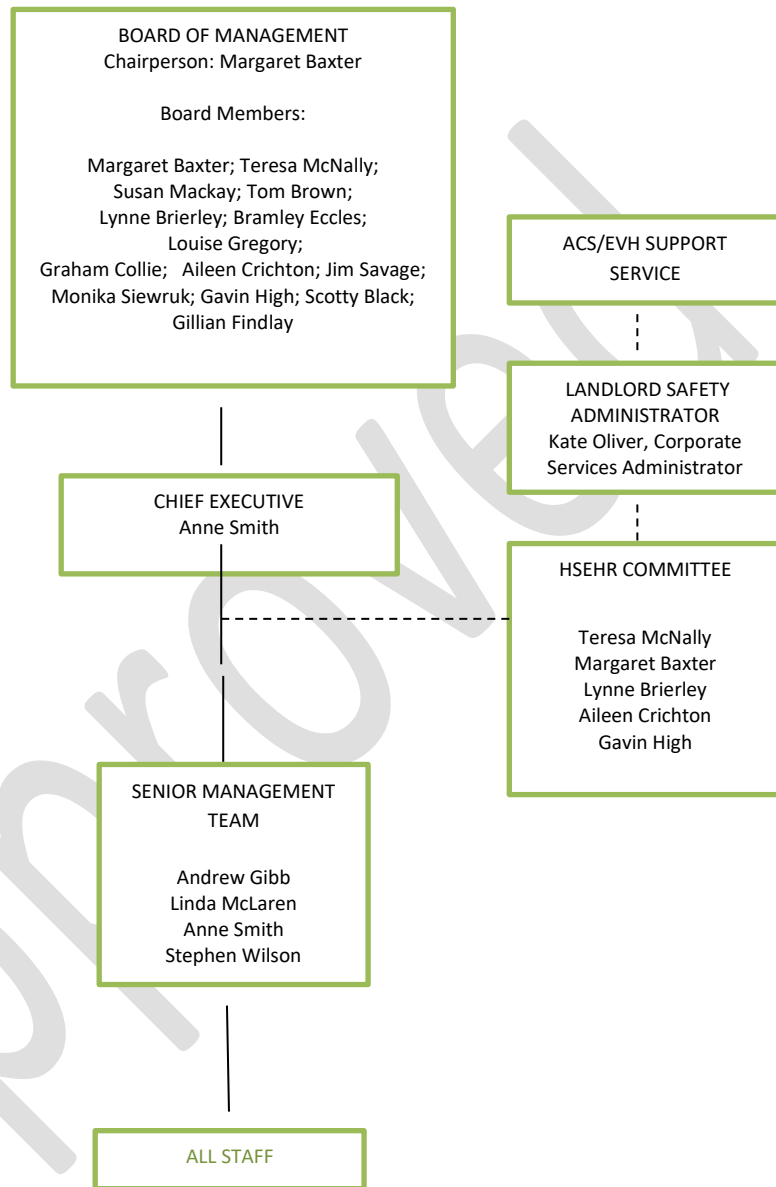 BOARD OF MANAGEMENT
Chairperson: Margaret Baxter
Board Members:
Margaret Baxter; Teresa McNally;
Susan Mackay; Tom Brown;
Lynne Brierley; Bramley Eccles;
Louise Gregory;
Graham Collie; Aileen Crichton; Jim Savage;
Monika Siewruk; Gavin High; Scotty Black;
Gillian Findlay
ACS/EVH SUPPORT
SERVICE
LANDLORD SAFETY
ADMINISTRATOR
Kate Oliver, Corporate
Services Administrator
CHIEF EXECUTIVE
Anne Smith
HSEHR COMMITTEE
Teresa McNally
Margaret Baxter
Lynne Brierley
Aileen Crichton
Gavin High
SENIOR MANAGEMENT
TEAM
Andrew Gibb
Linda McLaren
Anne Smith
Stephen Wilson
ALL STAFF